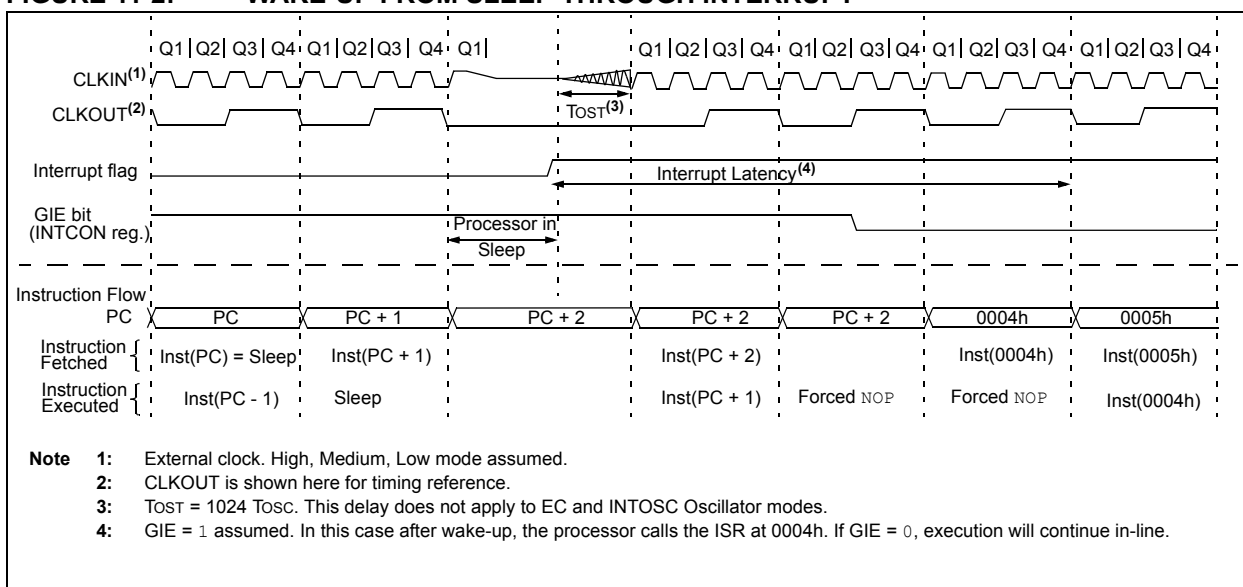 FIGURE WAKE-UP FROM SLEEP THROUGH INTERRUPT
Q1 Q2 Q3 Q4 Q1 Q2 Q3 Q4 Q1 Q1 Q2 Q3 Q4 Q1 Q2 Q3 Q4 Q1 Q2 Q3 Q4 Q1 Q2 Q3 Q4
CLKIN(1)
CLKOUT(2)
TOST(3)
Interrupt flag
Interrupt Latency(4)
GIE bit
(INTCON reg.)
Processor in
Sleep
Instruction Flow
PC PC PC + 1 PC + 2 PC + 2 PC + 2 0004h 0005h
Instruction
Fetched
Inst(PC) = Sleep Inst(PC + 1) Inst(PC + 2) Inst(0004h) Inst(0005h)
Instruction
Executed
Inst(PC - 1) Sleep Inst(PC + 1) Forced NOP Forced NOP Inst(0004h)
Note 1: External clock. High, Medium, Low mode assumed.
2: CLKOUT is shown here for timing reference.
3: TOST = 1024 TOSC. This delay does not apply to EC and INTOSC Oscillator modes.
4: GIE = 1 assumed. In this case after wake-up, the processor calls the ISR at 0004h. If GIE = 0, execution will continue in-line.